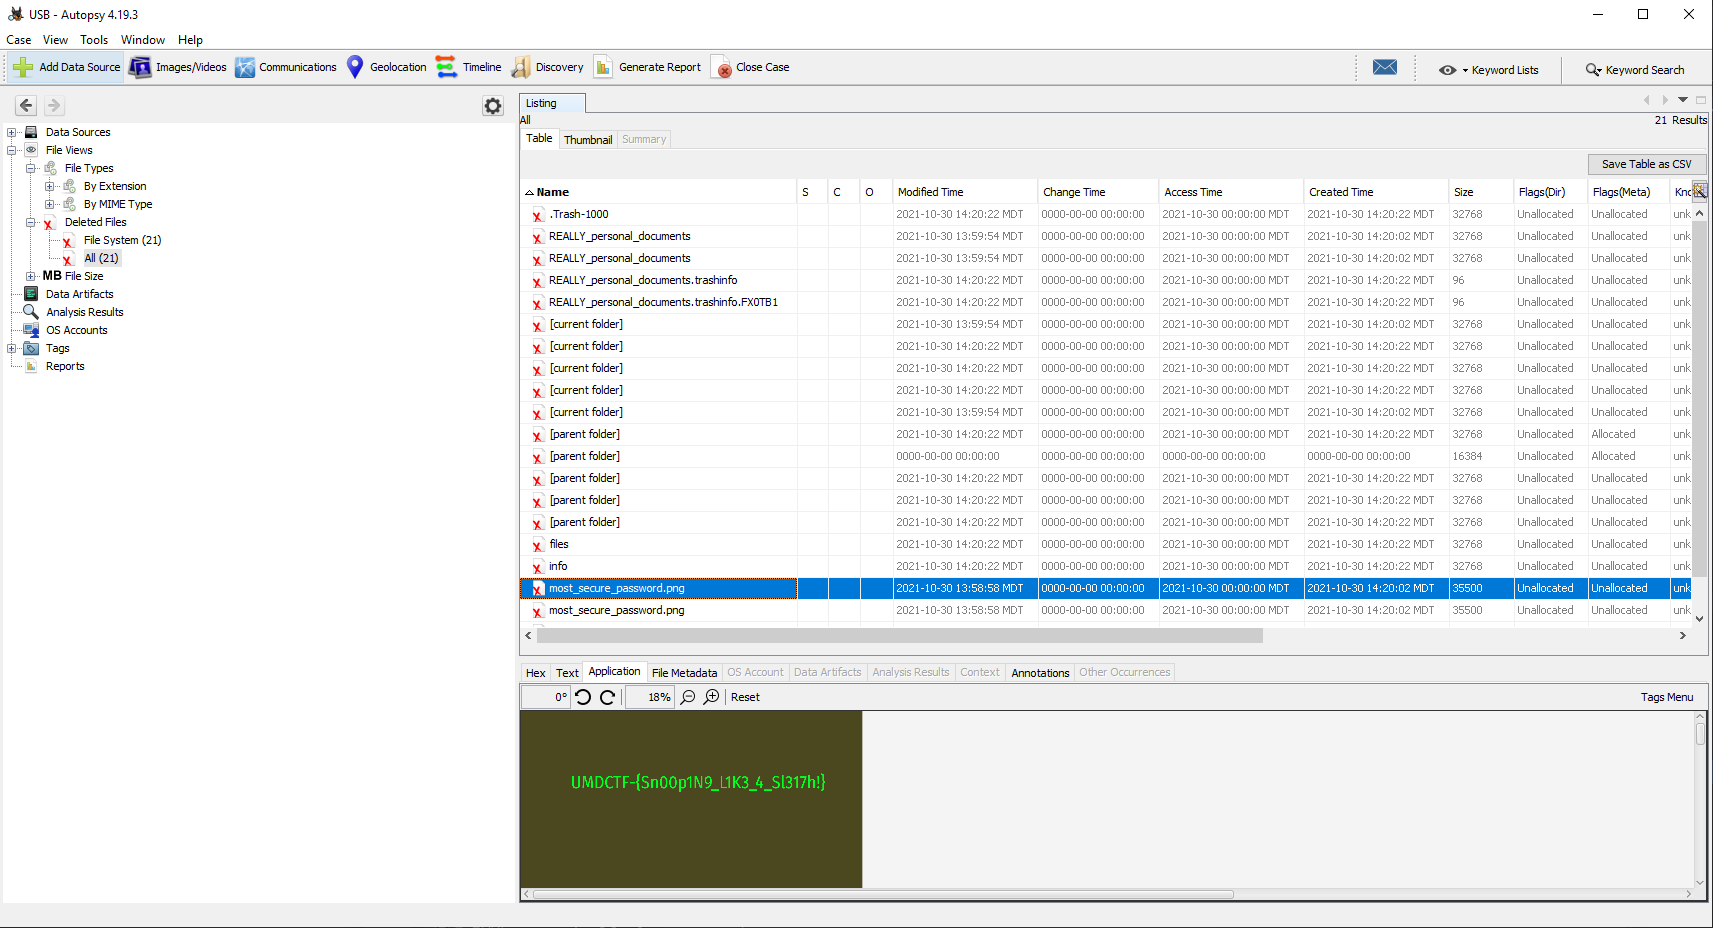 USB - Autopsy 4.19.3
Case View Tools Window Help
Add Data Source Images/Videos Communications Geolocation Timeline Discovery Generate Report Close Case Keyword Lists Keyword Search
Data Sources
File Views
File Types
By Extension
By MIME Type
Deleted Files
File System (21)
All (21)
MB File Size
Data Artifacts
Analysis Results
OS Accounts
Tags
Reports
Listing
All 21 Results
Table Thumbnail Summary
Save Table as CSV
Name S C O Modified Time Change Time Access Time Created Time Size Flags(Dir) Flags(Meta) Kno
.Trash-1000 2021-10-30 14:20:22 MDT 0000-00-00 00:00:00 2021-10-30 00:00:00 MDT 2021-10-30 14:20:22 MDT 32768 Unallocated Unallocated unk
REALLY_personal_documents 2021-10-30 13:59:54 MDT 0000-00-00 00:00:00 2021-10-30 00:00:00 MDT 2021-10-30 14:20:02 MDT 32768 Unallocated Unallocated unk
REALLY_personal_documents 2021-10-30 13:59:54 MDT 0000-00-00 00:00:00 2021-10-30 00:00:00 MDT 2021-10-30 14:20:02 MDT 32768 Unallocated Unallocated unk
REALLY_personal_documents.trashinfo 2021-10-30 14:20:22 MDT 0000-00-00 00:00:00 2021-10-30 00:00:00 MDT 2021-10-30 14:20:22 MDT 96 Unallocated Unallocated unk
REALLY_personal_documents.trashinfo.FX0TB1 2021-10-30 14:20:22 MDT 0000-00-00 00:00:00 2021-10-30 00:00:00 MDT 2021-10-30 14:20:22 MDT 96 Unallocated Unallocated unk
[current folder] 2021-10-30 13:59:54 MDT 0000-00-00 00:00:00 2021-10-30 00:00:00 MDT 2021-10-30 14:20:02 MDT 32768 Unallocated Unallocated unk
[current folder] 2021-10-30 14:20:22 MDT 0000-00-00 00:00:00 2021-10-30 00:00:00 MDT 2021-10-30 14:20:22 MDT 32768 Unallocated Unallocated unk
[current folder] 2021-10-30 14:20:22 MDT 0000-00-00 00:00:00 2021-10-30 00:00:00 MDT 2021-10-30 14:20:22 MDT 32768 Unallocated Unallocated unk
[current folder] 2021-10-30 14:20:22 MDT 0000-00-00 00:00:00 2021-10-30 00:00:00 MDT 2021-10-30 14:20:22 MDT 32768 Unallocated Unallocated unk
[current folder] 2021-10-30 13:59:54 MDT 0000-00-00 00:00:00 2021-10-30 00:00:00 MDT 2021-10-30 14:20:02 MDT 32768 Unallocated Unallocated unk
[parent folder] 2021-10-30 14:20:22 MDT 0000-00-00 00:00:00 2021-10-30 00:00:00 MDT 2021-10-30 14:20:22 MDT 32768 Unallocated Allocated unk
[parent folder] 0000-00-00 00:00:00 0000-00-00 00:00:00 0000-00-00 00:00:00 0000-00-00 00:00:00 16384 Unallocated Allocated unk
[parent folder] 2021-10-30 14:20:22 MDT 0000-00-00 00:00:00 2021-10-30 00:00:00 MDT 2021-10-30 14:20:22 MDT 32768 Unallocated Unallocated unk
[parent folder] 2021-10-30 14:20:22 MDT 0000-00-00 00:00:00 2021-10-30 00:00:00 MDT 2021-10-30 14:20:22 MDT 32768 Unallocated Unallocated unk
[parent folder] 2021-10-30 14:20:22 MDT 0000-00-00 00:00:00 2021-10-30 00:00:00 MDT 2021-10-30 14:20:22 MDT 32768 Unallocated Unallocated unk
files 2021-10-30 14:20:22 MDT 0000-00-00 00:00:00 2021-10-30 00:00:00 MDT 2021-10-30 14:20:22 MDT 32768 Unallocated Unallocated unk
info 2021-10-30 14:20:22 MDT 0000-00-00 00:00:00 2021-10-30 00:00:00 MDT 2021-10-30 14:20:22 MDT 32768 Unallocated Unallocated unk
most_secure_password.png 2021-10-30 13:58:58 MDT 0000-00-00 00:00:00 2021-10-30 00:00:00 MDT 2021-10-30 14:20:02 MDT 35500 Unallocated Unallocated unk
most_secure_password.png 2021-10-30 13:58:58 MDT 0000-00-00 00:00:00 2021-10-30 00:00:00 MDT 2021-10-30 14:20:02 MDT 35500 Unallocated Unallocated unk
Hex Text Application File Metadata OS Account Data Artifacts Analysis Results Context Annotations Other Occurrences
0° 18% Reset Tags Menu
UMDCTF-{Sn00p1N9_L1K3_4_Sl317h!}